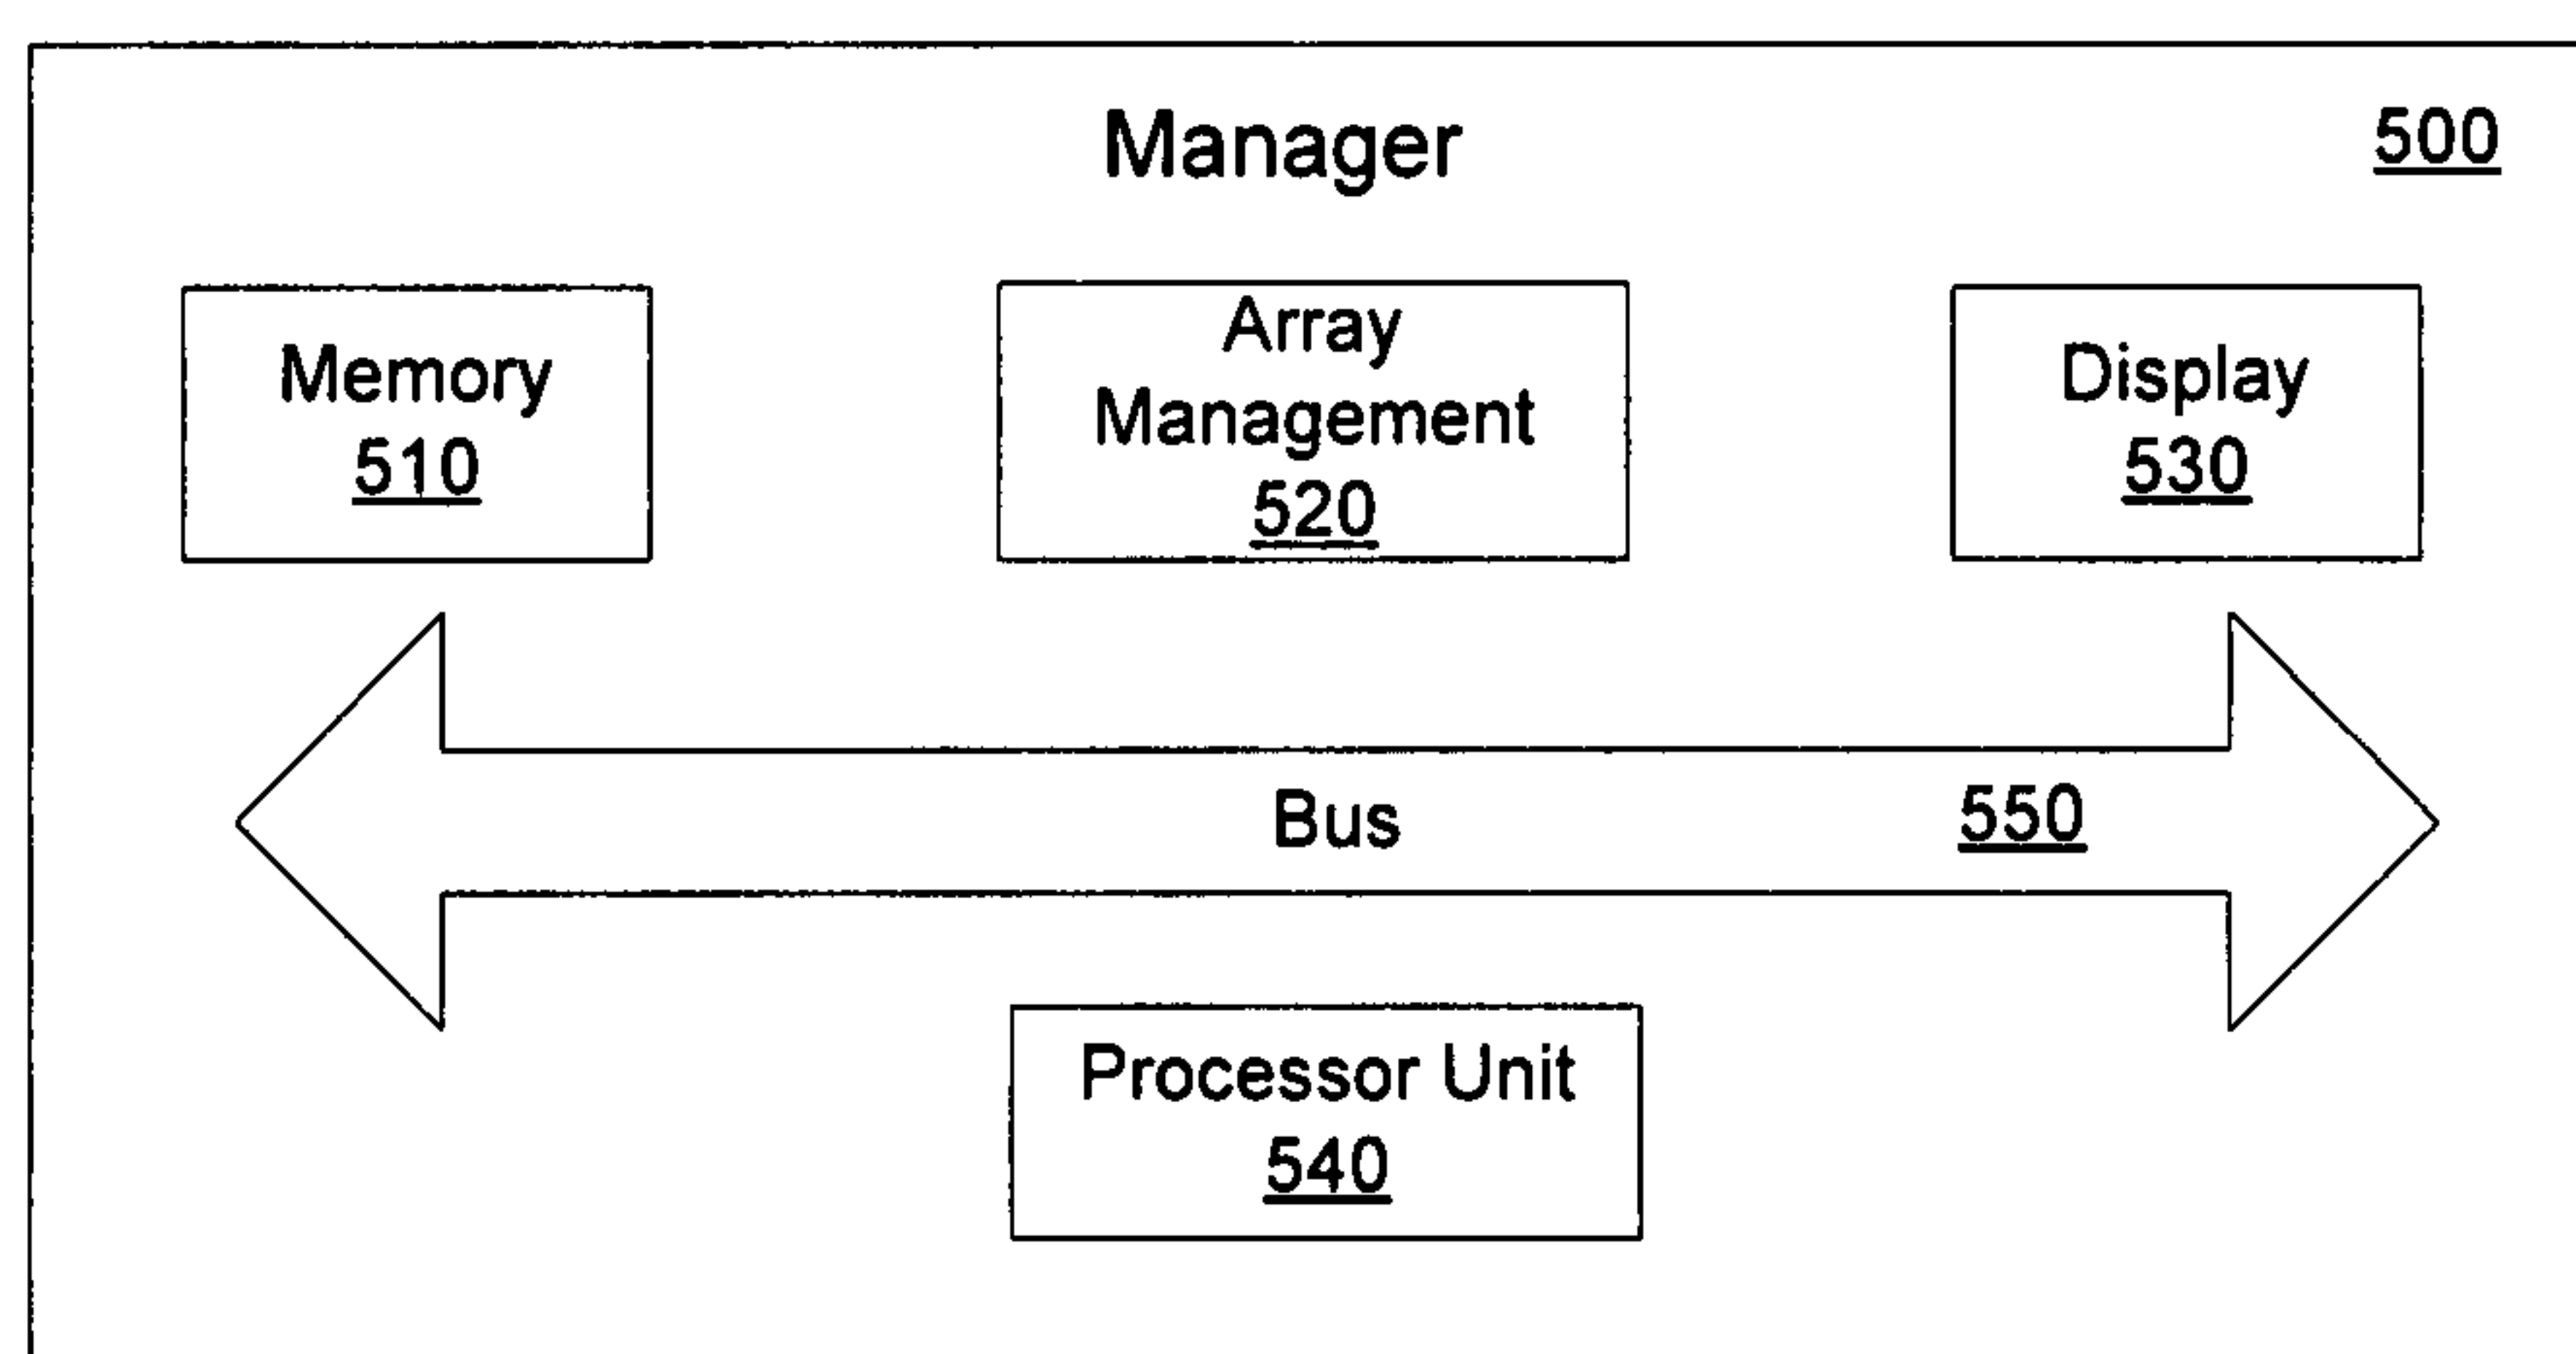 Manager
500
Memory
510
Array
Management
520
Display
530
Bus
550
Processor Unit
540